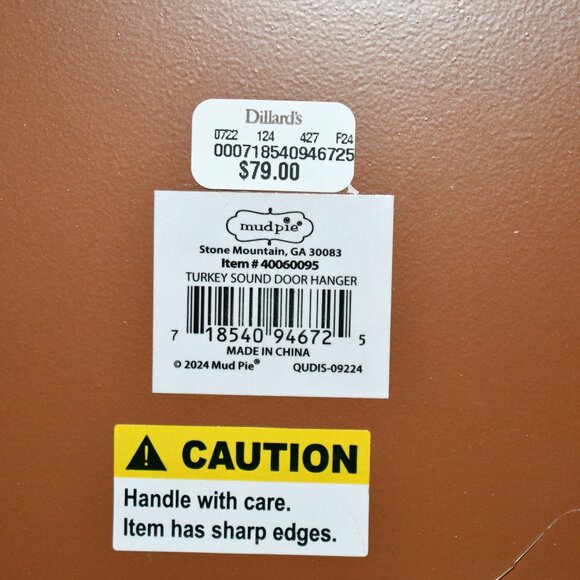 Dillard's
0722 124 427 F24
000718540946725
$79.00
mudpie®
Stone Mountain, GA 30083
Item # 40060095
TURKEY SOUND DOOR HANGER
7 18540 94672 5
MADE IN CHINA
© 2024 Mud Pie® QUDIS-09224
CAUTION
Handle with care.
Item has sharp edges.